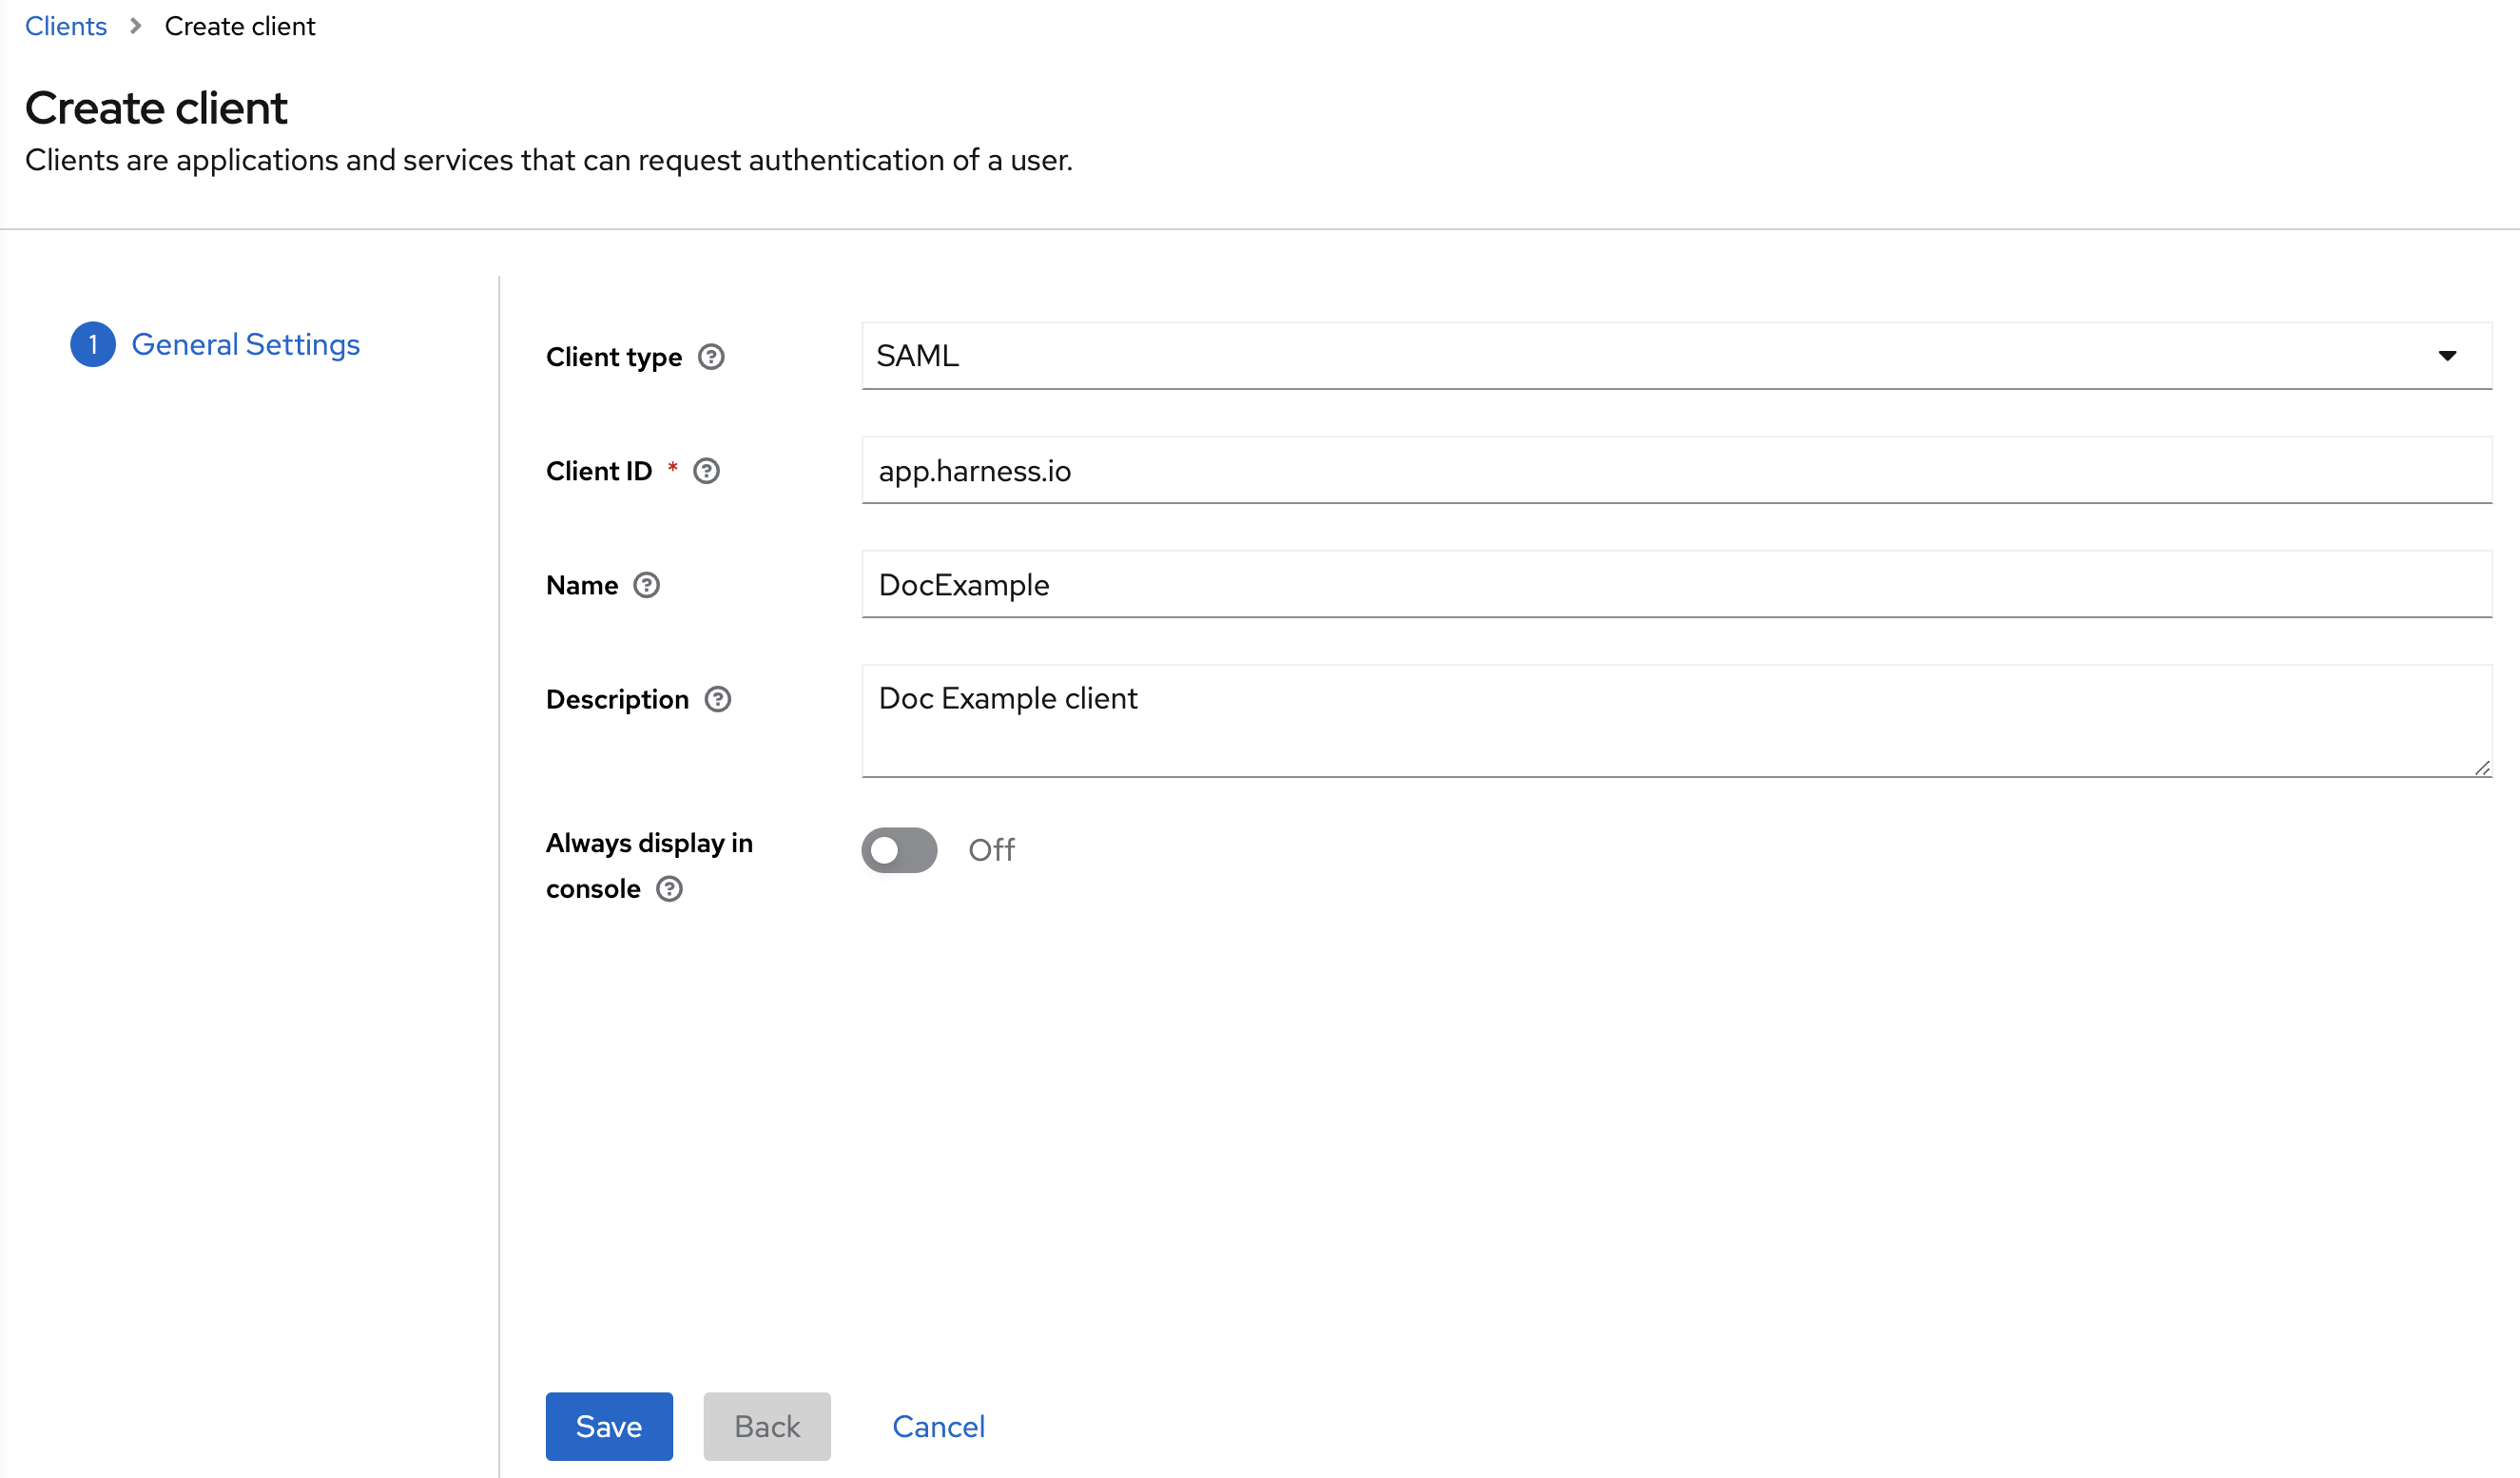 Clients > Create client
Create client
Clients are applications and services that can request authentication of a user.
1 General Settings
Client type ?
SAML
Client ID * ?
app.harness.io
Name ?
DocExample
Description ?
Doc Example client
Always display in
console ?
Off
Save Back Cancel